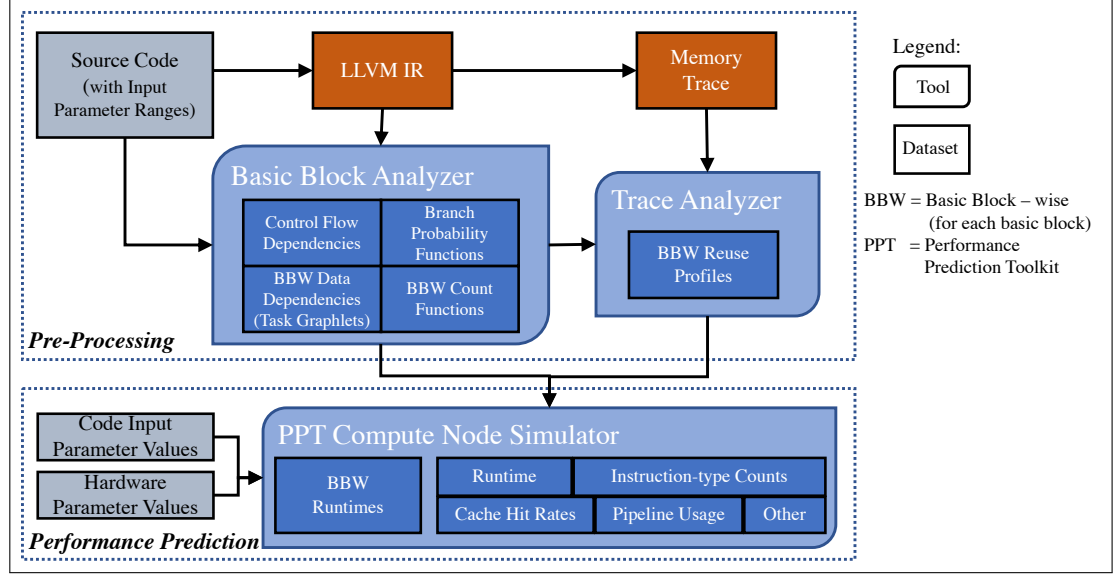 Source Code
(with Input
Parameter Ranges)
LLVM IR
Memory
Trace
Legend:
Tool
Dataset
BBW = Basic Block – wise
(for each basic block)
PPT = Performance
Prediction Toolkit
Basic Block Analyzer
Control Flow
Dependencies
Branch
Probability
Functions
BBW Data
Dependencies
(Task Graphlets)
BBW Count
Functions
Trace Analyzer
BBW Reuse
Profiles
Pre-Processing
Code Input
Parameter Values
Hardware
Parameter Values
PPT Compute Node Simulator
BBW
Runtimes
Runtime
Instruction-type Counts
Cache Hit Rates
Pipeline Usage
Other
Performance Prediction